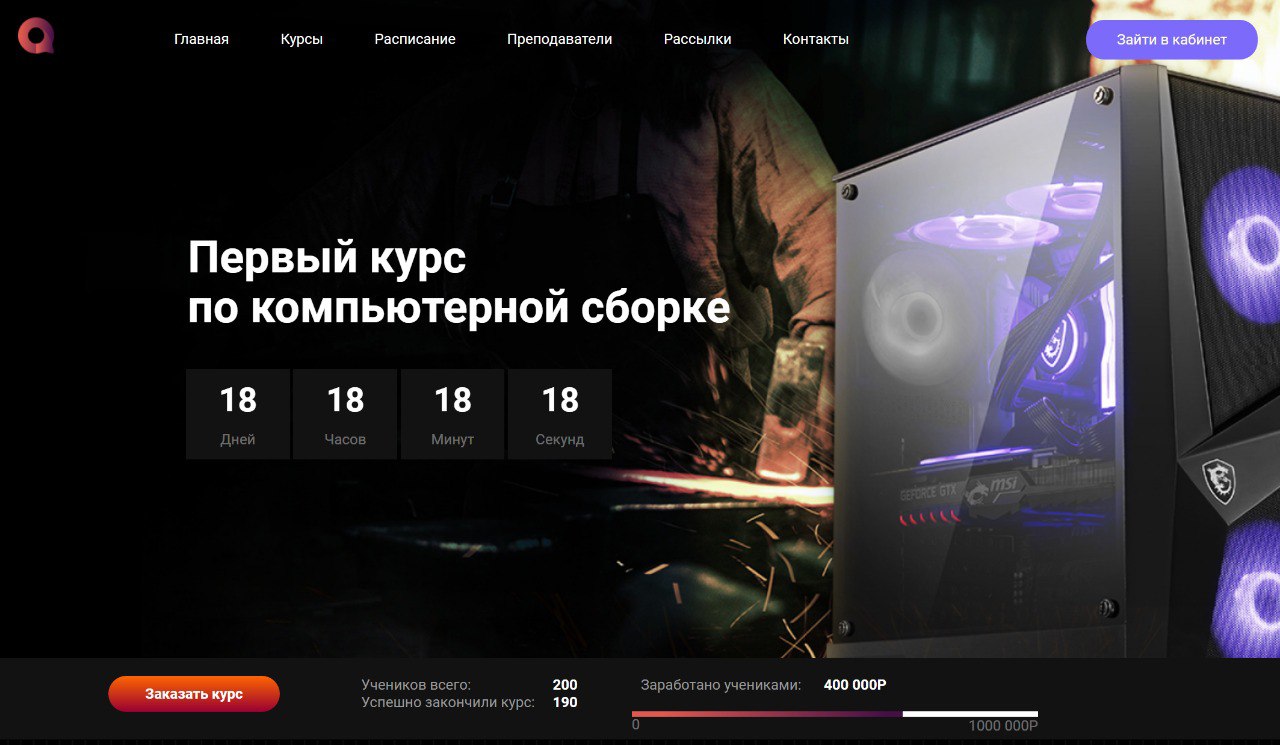 Главная Курсы Расписание Преподаватели Рассылки Контакты Зайти в кабинет
Первый курс
по компьютерной сборке
18 18 18 18
Дней Часов Минут Секунд
GEFORCE GTX msi
Заказать курс
Учеников всего: 200
Успешно закончили курс: 190
Заработано учениками: 400 000Р
0 1000 000Р